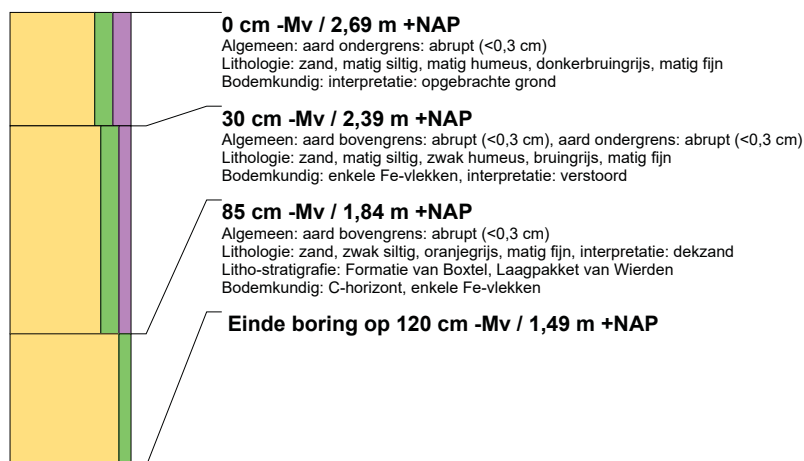 0 cm -Mv / 2,69 m +NAP
Algemeen: aard ondergrens: abrupt (<0,3 cm)
Lithologie: zand, matig siltig, matig humeus, donkerbruingrijs, matig fijn
Bodemkundig: interpretatie: opgebrachte grond
30 cm -Mv / 2,39 m +NAP
Algemeen: aard bovengrens: abrupt (<0,3 cm), aard ondergrens: abrupt (<0,3 cm)
Lithologie: zand, matig siltig, zwak humeus, bruingrijs, matig fijn
Bodemkundig: enkele Fe-vlekken, interpretatie: verstoord
85 cm -Mv / 1,84 m +NAP
Algemeen: aard bovengrens: abrupt (<0,3 cm)
Lithologie: zand, zwak siltig, oranjegrijs, matig fijn, interpretatie: dekzand
Litho-stratigrafie: Formatie van Boxtel, Laagpakket van Wierden
Bodemkundig: C-horizont, enkele Fe-vlekken
Einde boring op 120 cm -Mv / 1,49 m +NAP